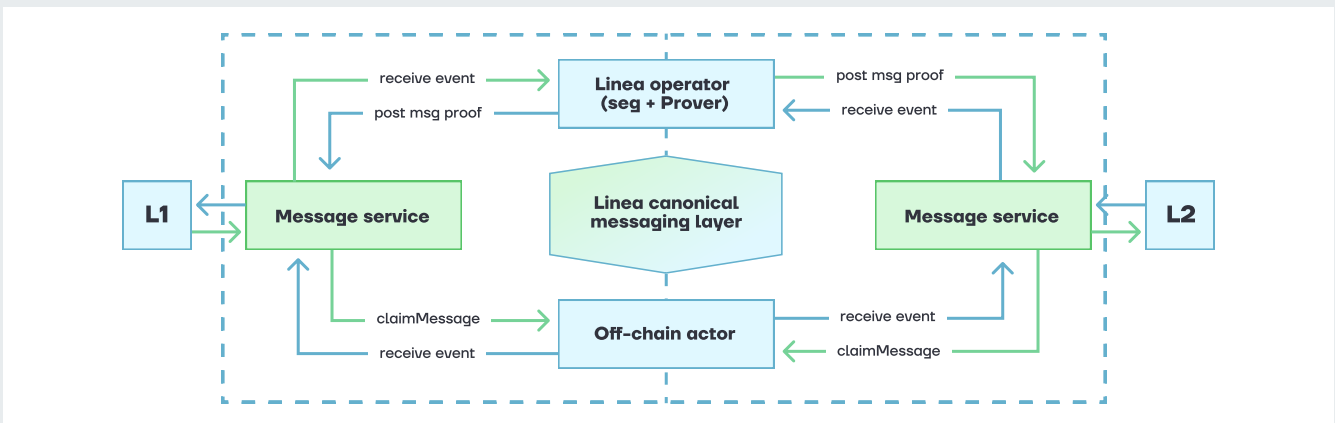 receive event
Linea operator
(seq + Prover)
post msg proof
post msg proof
receive event
L1
Message service
Linea canonical
messaging layer
Message service
L2
claimMessage
Off-chain actor
receive event
receive event
claimMessage